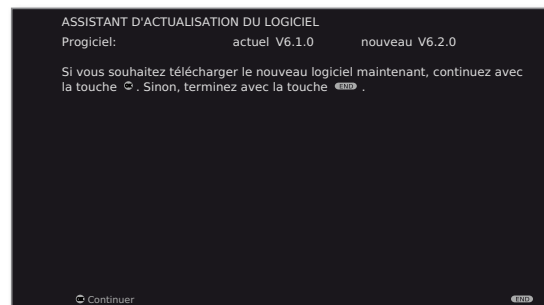 ASSISTANT D'ACTUALISATION DU LOGICIEL
Progiciel: actuel V6.1.0 nouveau V6.2.0
Si vous souhaitez télécharger le nouveau logiciel maintenant, continuez avec
la touche . Sinon, terminez avec la touche END .
Continuer END